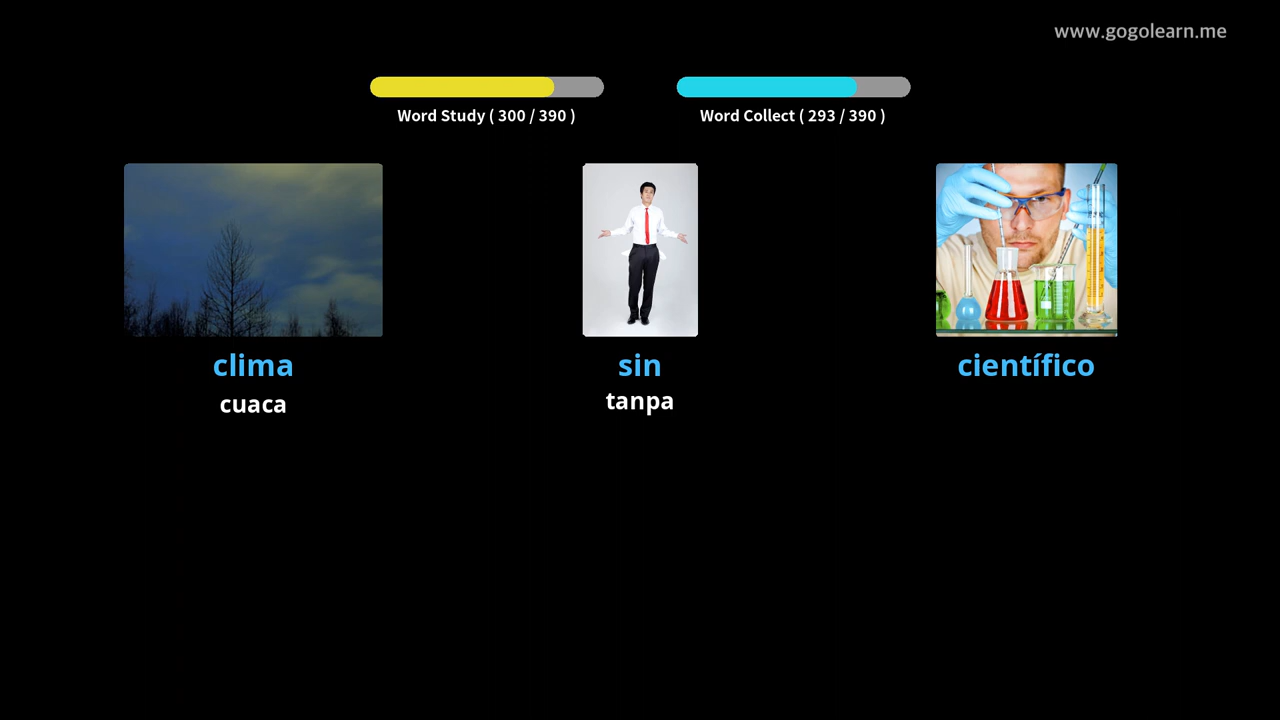 www.gogolearn.me
Word Study ( 300 / 390 )
Word Collect ( 293 / 390 )
clima
cuaca
sin
tanpa
científico